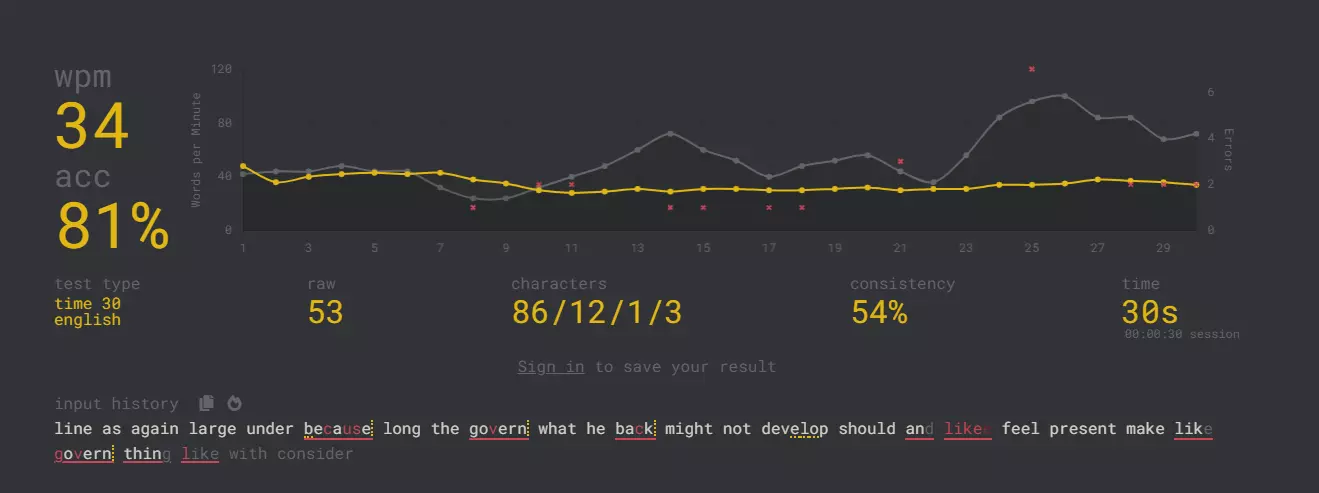 wpm
34
acc
81%
Words per Minute
120
80
40
0
6
4
2
0
Errors
1 3 5 7 9 11 13 15 17 19 21 23 25 27 29
test type
time 30
english
raw
53
characters
86/12/1/3
consistency
54%
time
30s
00:00:30 session
Sign in to save your result
input history
line as again large under because long the govern what he back might not develop should and like feel present make like
govern thing like with consider